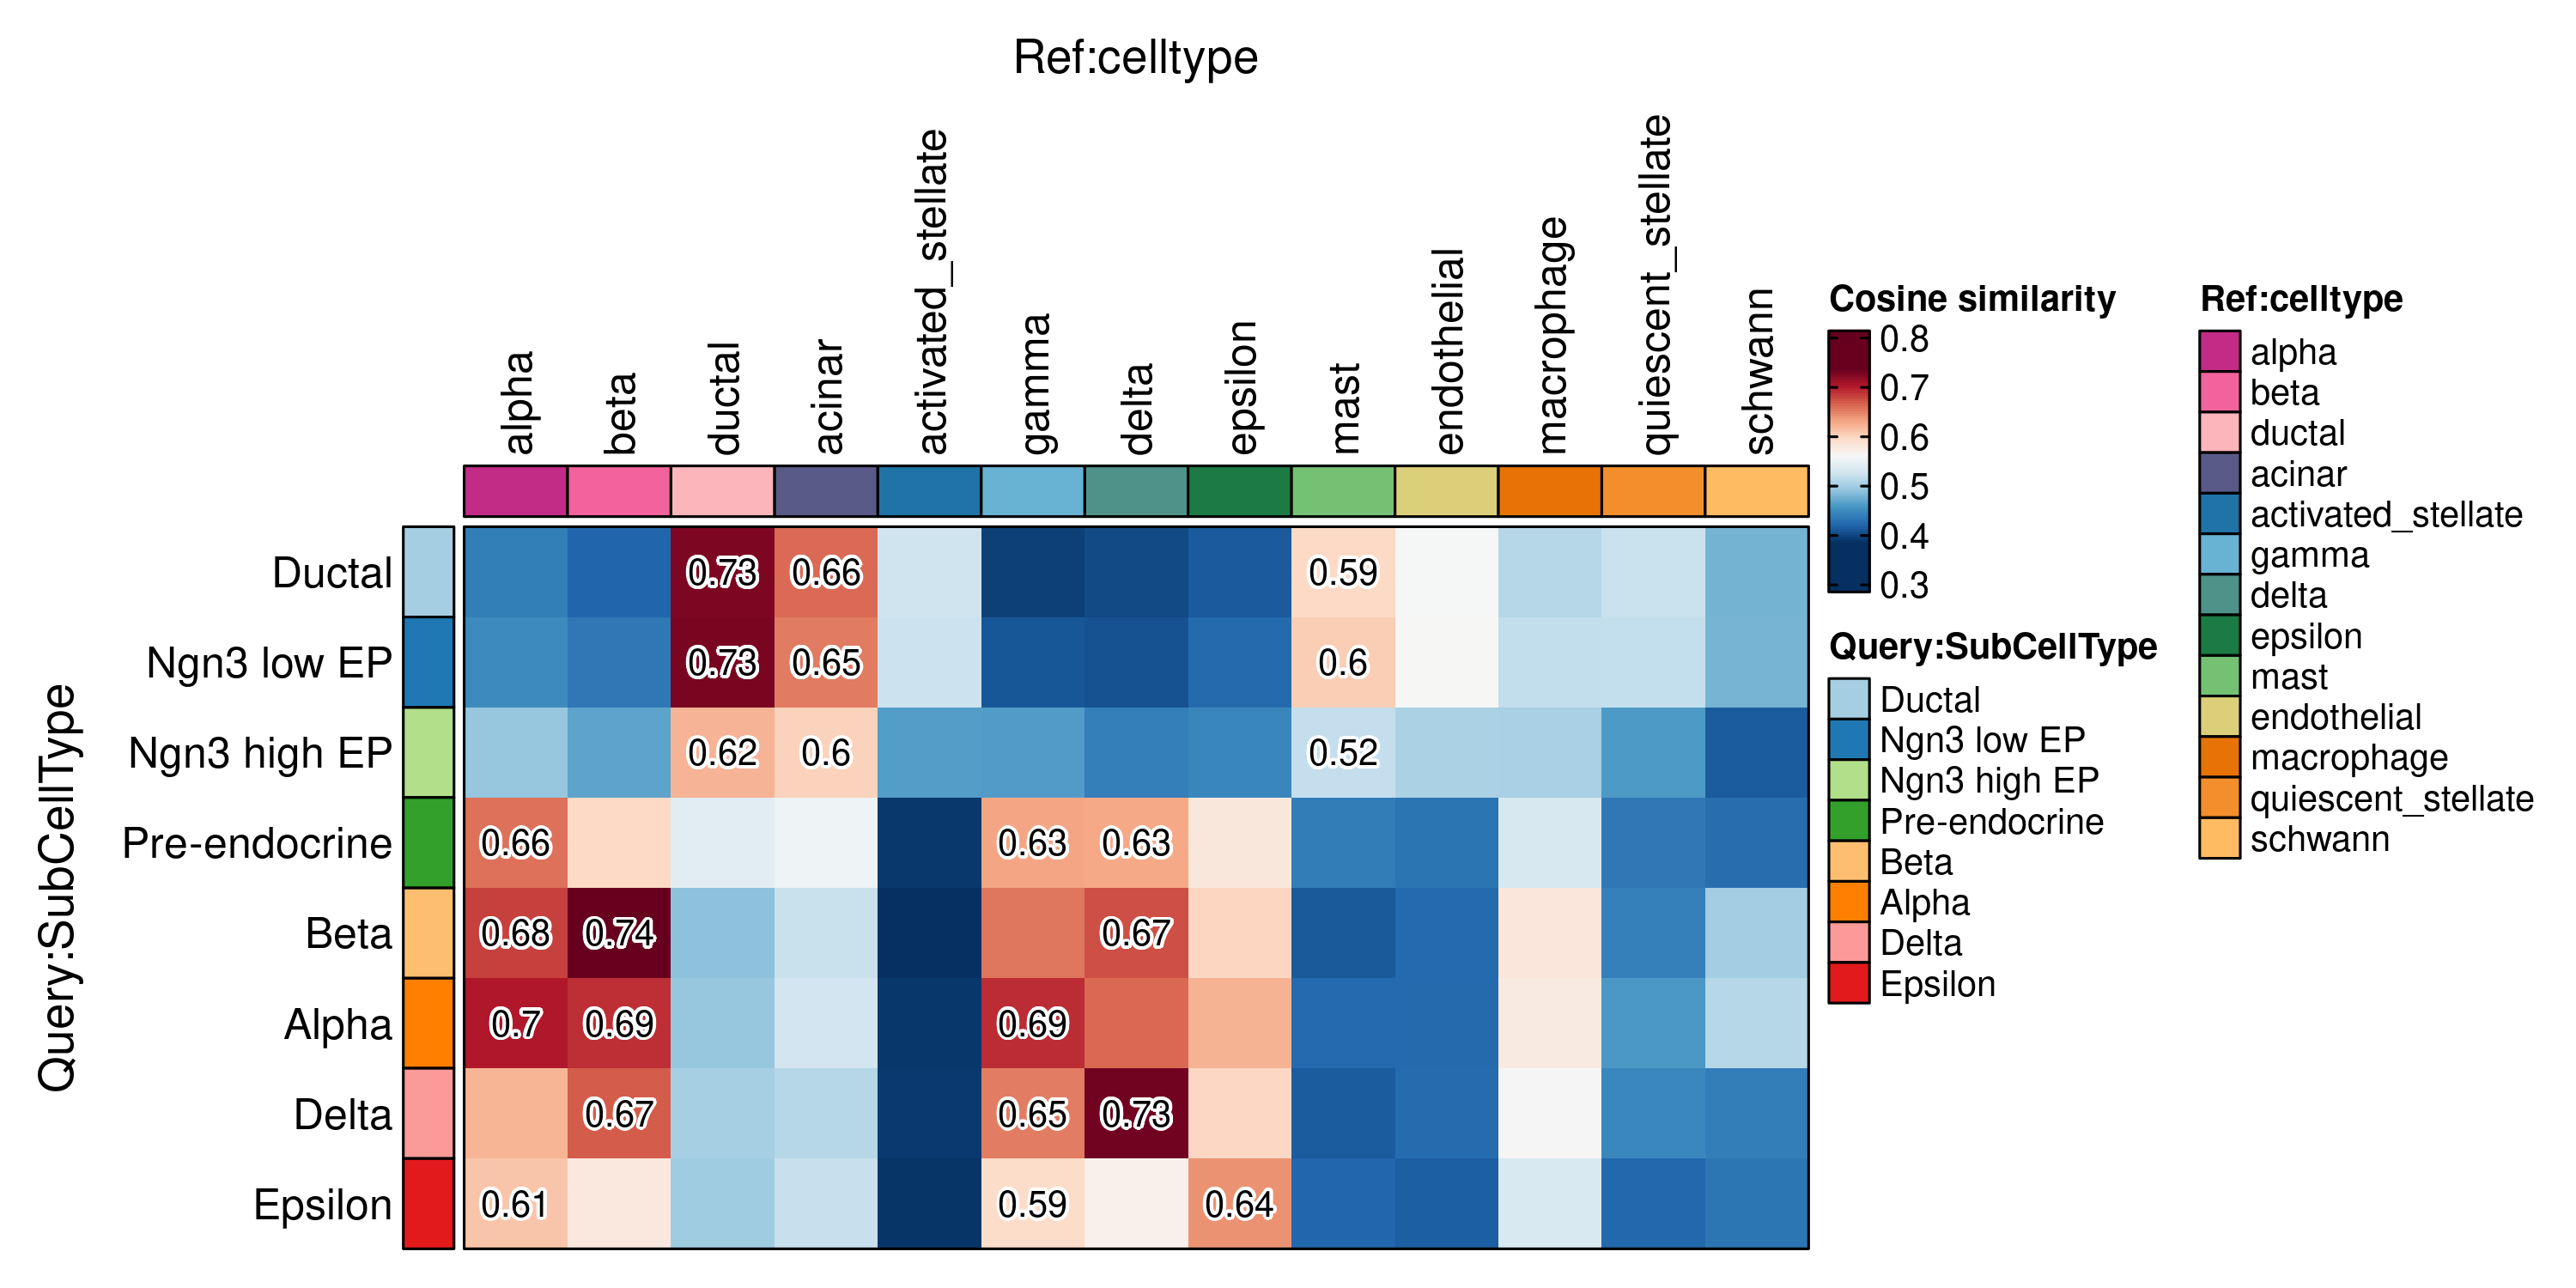 Ref:celltype
alpha
beta
ductal
acinar
activated_stellate
gamma
delta
epsilon
mast
endothelial
macrophage
quiescent_stellate
schwann
Query:SubCellType
Ductal 0.73 0.66 0.59
Ngn3 low EP 0.73 0.65 0.6
Ngn3 high EP 0.62 0.6 0.52
Pre-endocrine 0.66 0.63 0.63
Beta 0.68 0.74 0.67
Alpha 0.7 0.69 0.69
Delta 0.67 0.65 0.73
Epsilon 0.61 0.59 0.64
Cosine similarity
0.8
0.7
0.6
0.5
0.4
0.3
Query:SubCellType
Ductal
Ngn3 low EP
Ngn3 high EP
Pre-endocrine
Beta
Alpha
Delta
Epsilon
Ref:celltype
alpha
beta
ductal
acinar
activated_stellate
gamma
delta
epsilon
mast
endothelial
macrophage
quiescent_stellate
schwann